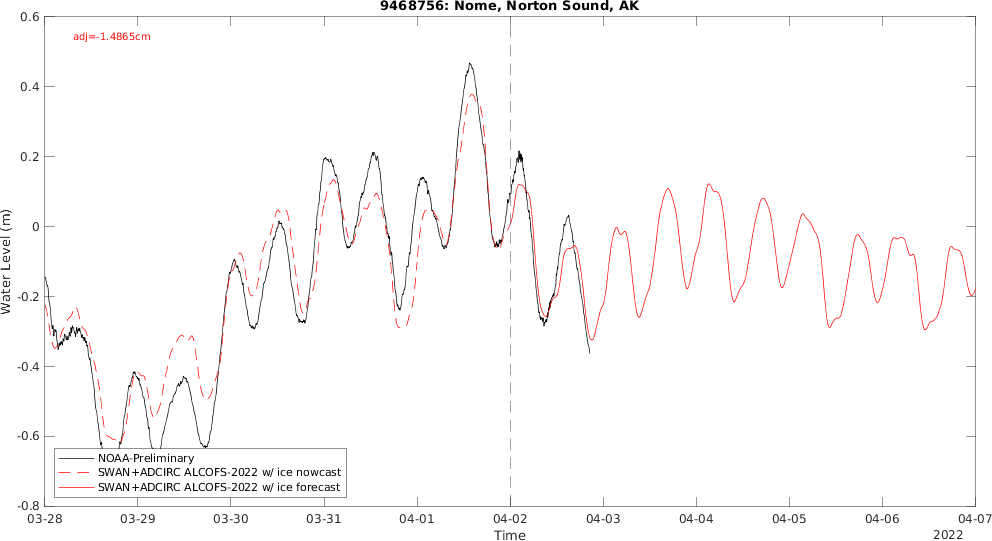 9468756: Nome, Norton Sound, AK
adj=-1.4865cm
0.6
0.4
0.2
0
-0.2
-0.4
-0.6
-0.8
Water Level (m)
NOAA-Preliminary
SWAN+ADCIRC ALCOFS-2022 w/ ice nowcast
SWAN+ADCIRC ALCOFS-2022 w/ ice forecast
03-28 03-29 03-30 03-31 04-01 04-02 04-03 04-04 04-05 04-06 04-07
Time
2022